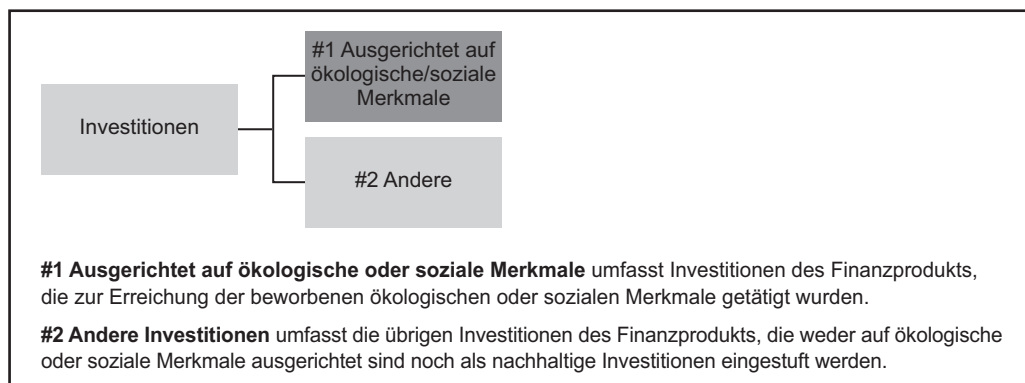 #1 Ausgerichtet auf
ökologische/soziale
Merkmale
Investitionen
#2 Andere
#1 Ausgerichtet auf ökologische oder soziale Merkmale umfasst Investitionen des Finanzprodukts,
die zur Erreichung der beworbenen ökologischen oder sozialen Merkmale getätigt wurden.
#2 Andere Investitionen umfasst die übrigen Investitionen des Finanzprodukts, die weder auf ökologische
oder soziale Merkmale ausgerichtet sind noch als nachhaltige Investitionen eingestuft werden.